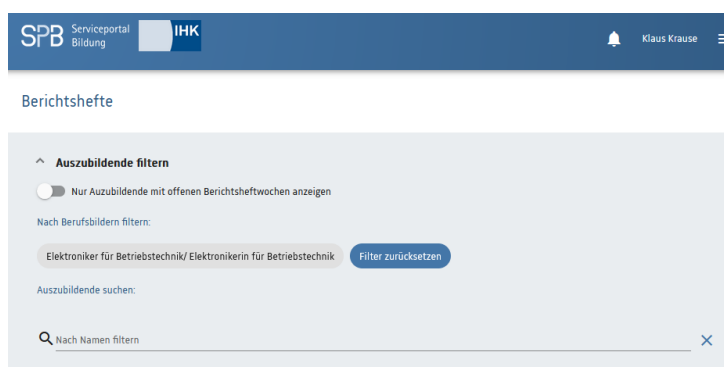 SPB Serviceportal Bildung IHK
Klaus Krause
Berichtshefte
Auszubildende filtern
Nur Auzubildende mit offenen Berichtsheftwochen anzeigen
Nach Berufsbildern filtern:
Elektroniker für Betriebstechnik/ Elektronikerin für Betriebstechnik
Filter zurücksetzen
Auszubildende suchen:
Nach Namen filtern